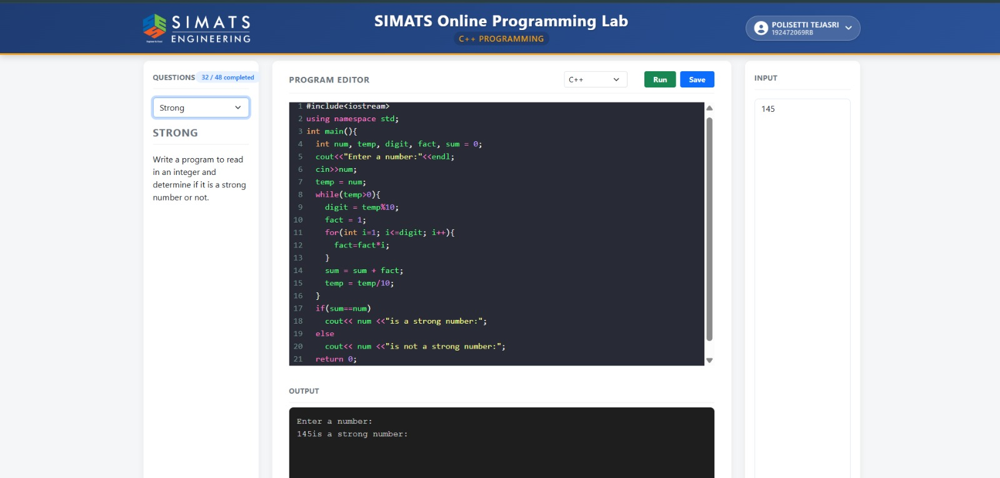 SIMATS
ENGINEERING
Engineer to Excel
SIMATS Online Programming Lab
C++ PROGRAMMING
POLISETTI TEJASRI
192472069RB
QUESTIONS 32 / 48 completed
Strong
STRONG
Write a program to read
in an integer and
determine if it is a strong
number or not.
PROGRAM EDITOR
C++
Run
Save
1 #include<iostream>
2 using namespace std;
3 int main(){
4 int num, temp, digit, fact, sum = 0;
5 cout<<"Enter a number:"<<endl;
6 cin>>num;
7 temp = num;
8 while(temp>0){
9 digit = temp%10;
10 fact = 1;
11 for(int i=1; i<=digit; i++){
12 fact=fact*i;
13 }
14 sum = sum + fact;
15 temp = temp/10;
16 }
17 if(sum==num)
18 cout<< num <<"is a strong number:";
19 else
20 cout<< num <<"is not a strong number:";
21 return 0;
OUTPUT
Enter a number:
145is a strong number:
INPUT
145